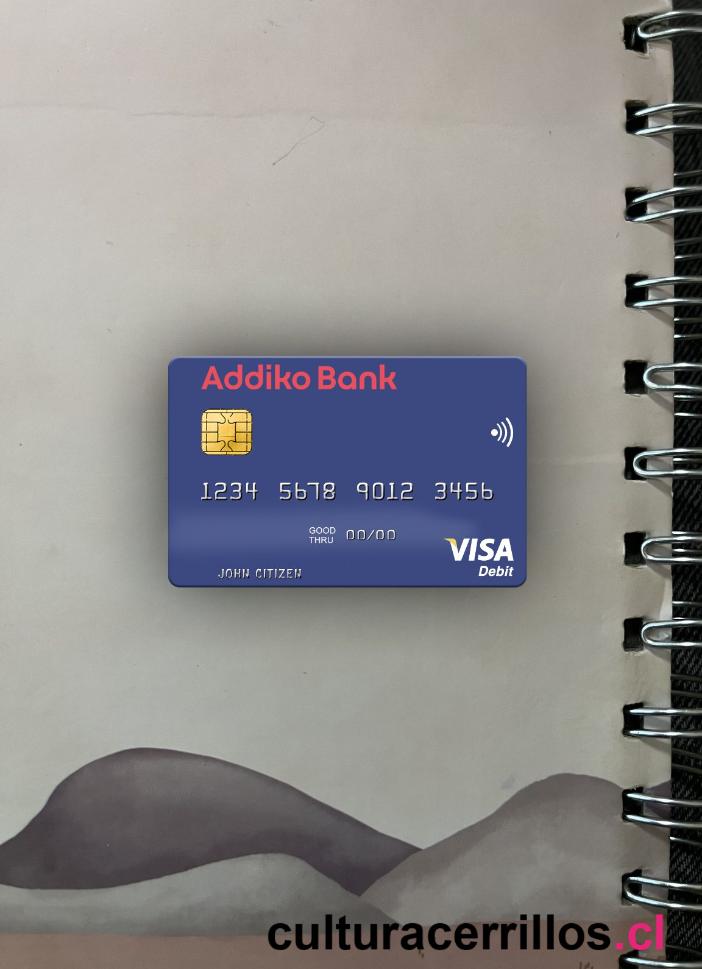 Addiko Bank
1234 5678 9012 3456
GOOD
THRU 00/00
VISA
Debit
JOHN CITIZEN
culturacerrillos.cl